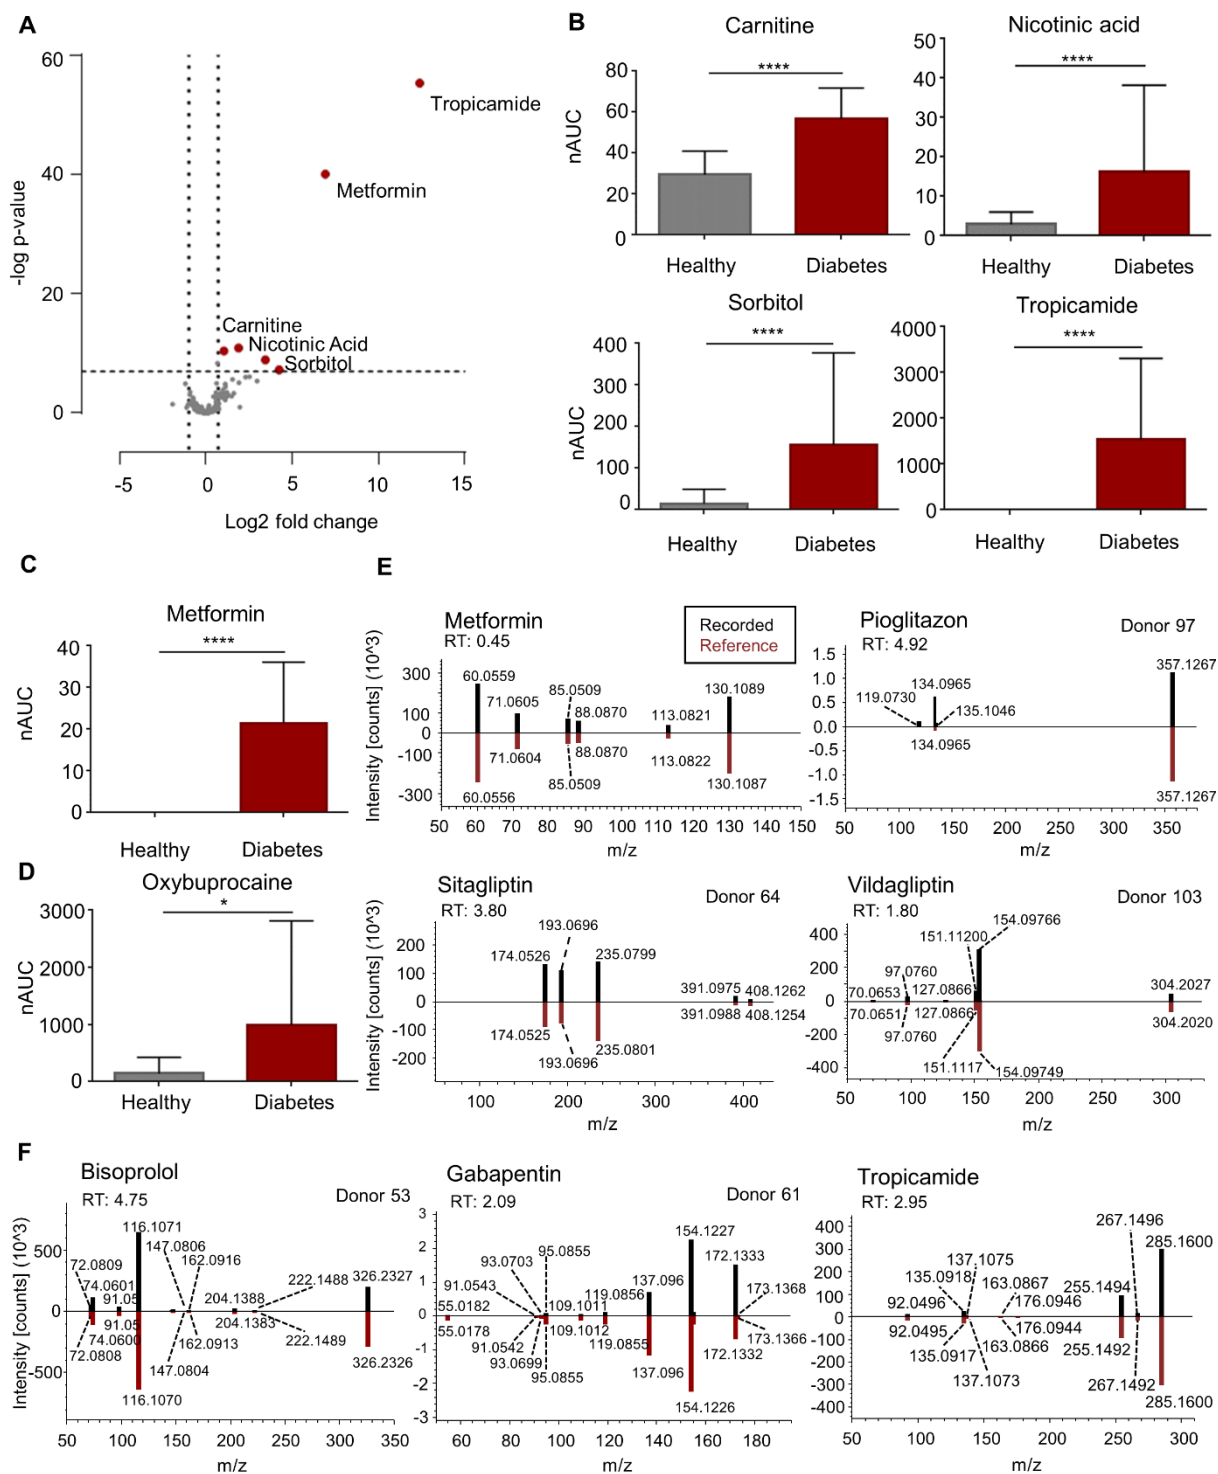 A
60
40
20
0
-log p-value
-5
0
5
10
15
Log2 fold change
Tropicamide
Metformin
Carnitine
Nicotinic Acid
Sorbitol
B
Carnitine
****
80
60
40
20
0
nAUC
Healthy
Diabetes
Nicotinic acid
****
50
40
30
20
10
0
Healthy
Diabetes
Sorbitol
****
400
300
200
100
0
nAUC
Healthy
Diabetes
Tropicamide
****
4000
3000
2000
1000
0
Healthy
Diabetes
C
Metformin
****
40
30
20
10
0
nAUC
Healthy
Diabetes
D
Oxybuprocaine
*
3000
2000
1000
0
nAUC
Healthy
Diabetes
E
Metformin
RT: 0.45
Recorded
Reference
Intensity [counts] (10^3)
300
100
0
-100
-300
60.0559
71.0605
85.0509
88.0870
113.0821
130.1089
60.0556
71.0604
85.0509
88.0870
113.0822
130.1087
50 60 70 80 90 100 110 120 130 140 150
m/z
Pioglitazon
RT: 4.92
Donor 97
1.5
1.0
0.5
0.0
-0.5
-1.0
-1.5
119.0730
134.0965
135.1046
357.1267
134.0965
357.1267
50 100 150 200 250 300 350
m/z
Sitagliptin
RT: 3.80
Donor 64
Intensity [counts] (10^3)
200
100
0
-100
-200
174.0526
193.0696
235.0799
391.0975
408.1262
174.0525
193.0696
235.0801
391.0988
408.1254
100 200 300 400
m/z
Vildagliptin
RT: 1.80
Donor 103
400
200
0
-200
-400
70.0653
97.0760
127.0866
151.11200
154.09766
304.2027
70.0651
97.0760
127.0866
151.1117
154.09749
304.2020
50 100 150 200 250 300
m/z
F
Bisoprolol
RT: 4.75
Donor 53
Intensity [counts] (10^3)
500
0
-500
72.0809
74.0601
91.05
116.1071
147.0806
162.0916
204.1388
222.1488
326.2327
72.0808
74.0600
91.05
116.1070
147.0804
162.0913
204.1383
222.1489
326.2326
50 100 150 200 250 300 350
m/z
Gabapentin
RT: 2.09
Donor 61
3
2
1
0
-1
-2
-3
55.0182
91.0543
93.0703
95.0855
109.1011
119.0856
137.096
154.1227
172.1333
173.1368
55.0178
91.0542
93.0699
95.0855
109.1012
119.0855
137.096
154.1226
172.1332
173.1366
60 80 100 120 140 160 180
m/z
Tropicamide
RT: 2.95
400
300
200
100
0
-100
-200
-300
-400
92.0496
135.0918
137.1075
163.0867
176.0946
255.1494
267.1496
285.1600
92.0495
135.0917
137.1073
163.0866
176.0944
255.1492
267.1492
285.1600
50 100 150 200 250 300
m/z